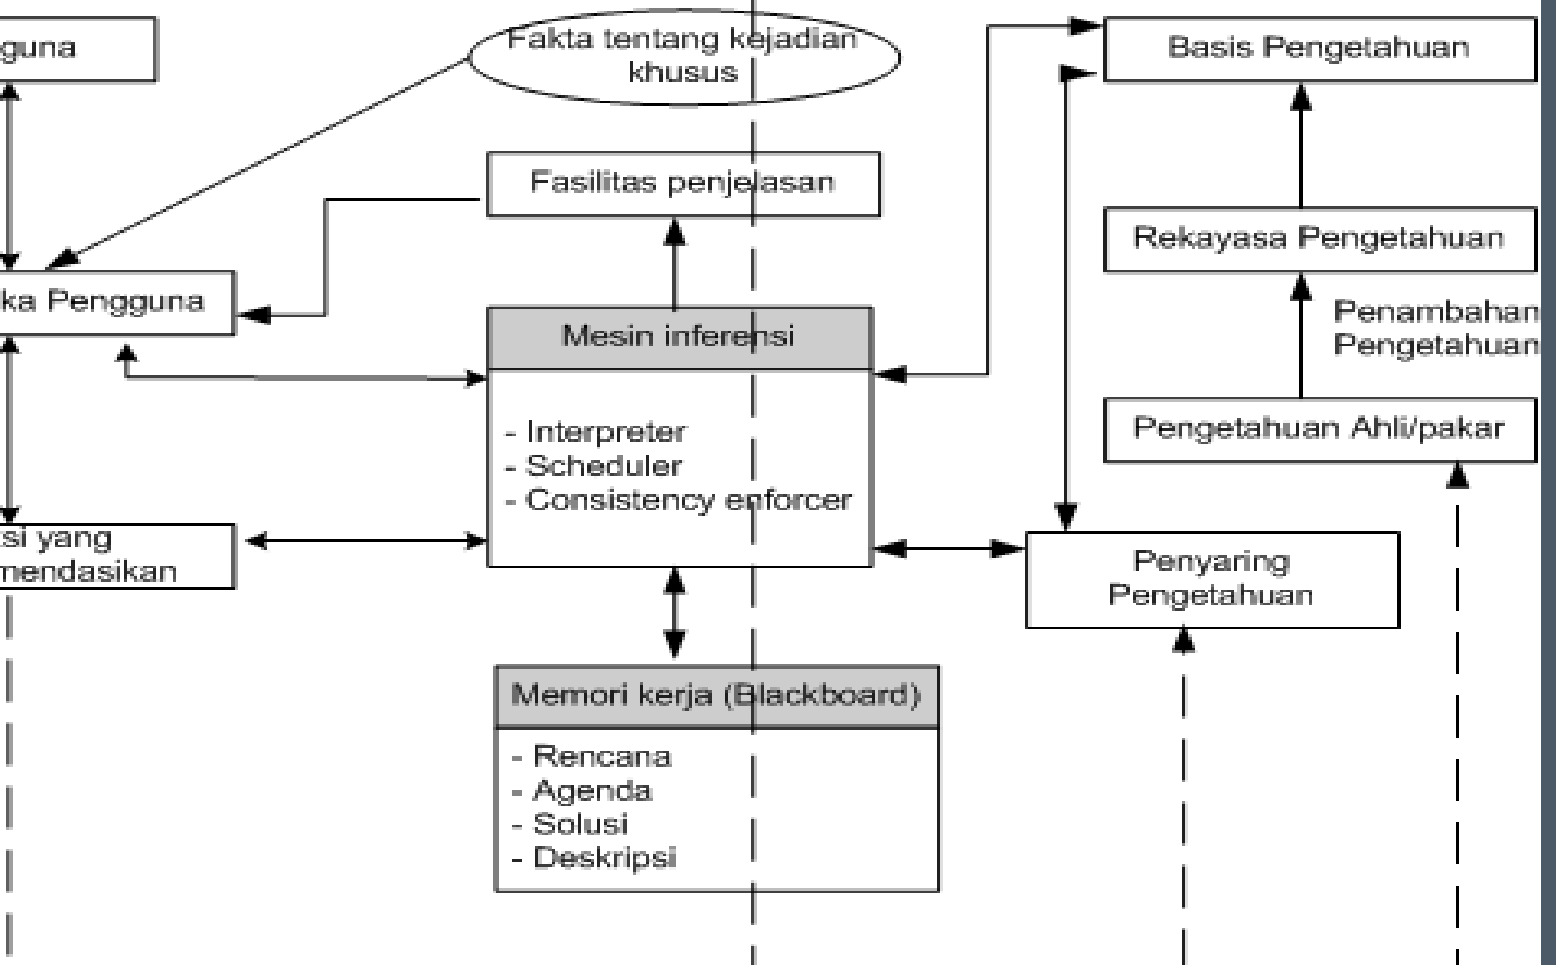 guna
Fakta tentang kejadian
khusus
Basis Pengetahuan
Fasilitas penjelasan
Rekayasa Pengetahuan
ka Pengguna
Penambahan
Pengetahuan
Mesin inferensi
- Interpreter
- Scheduler
- Consistency enforcer
Pengetahuan Ahli/pakar
si yang
mendasikan
Penyaring
Pengetahuan
Memori kerja (Blackboard)
- Rencana
- Agenda
- Solusi
- Deskripsi